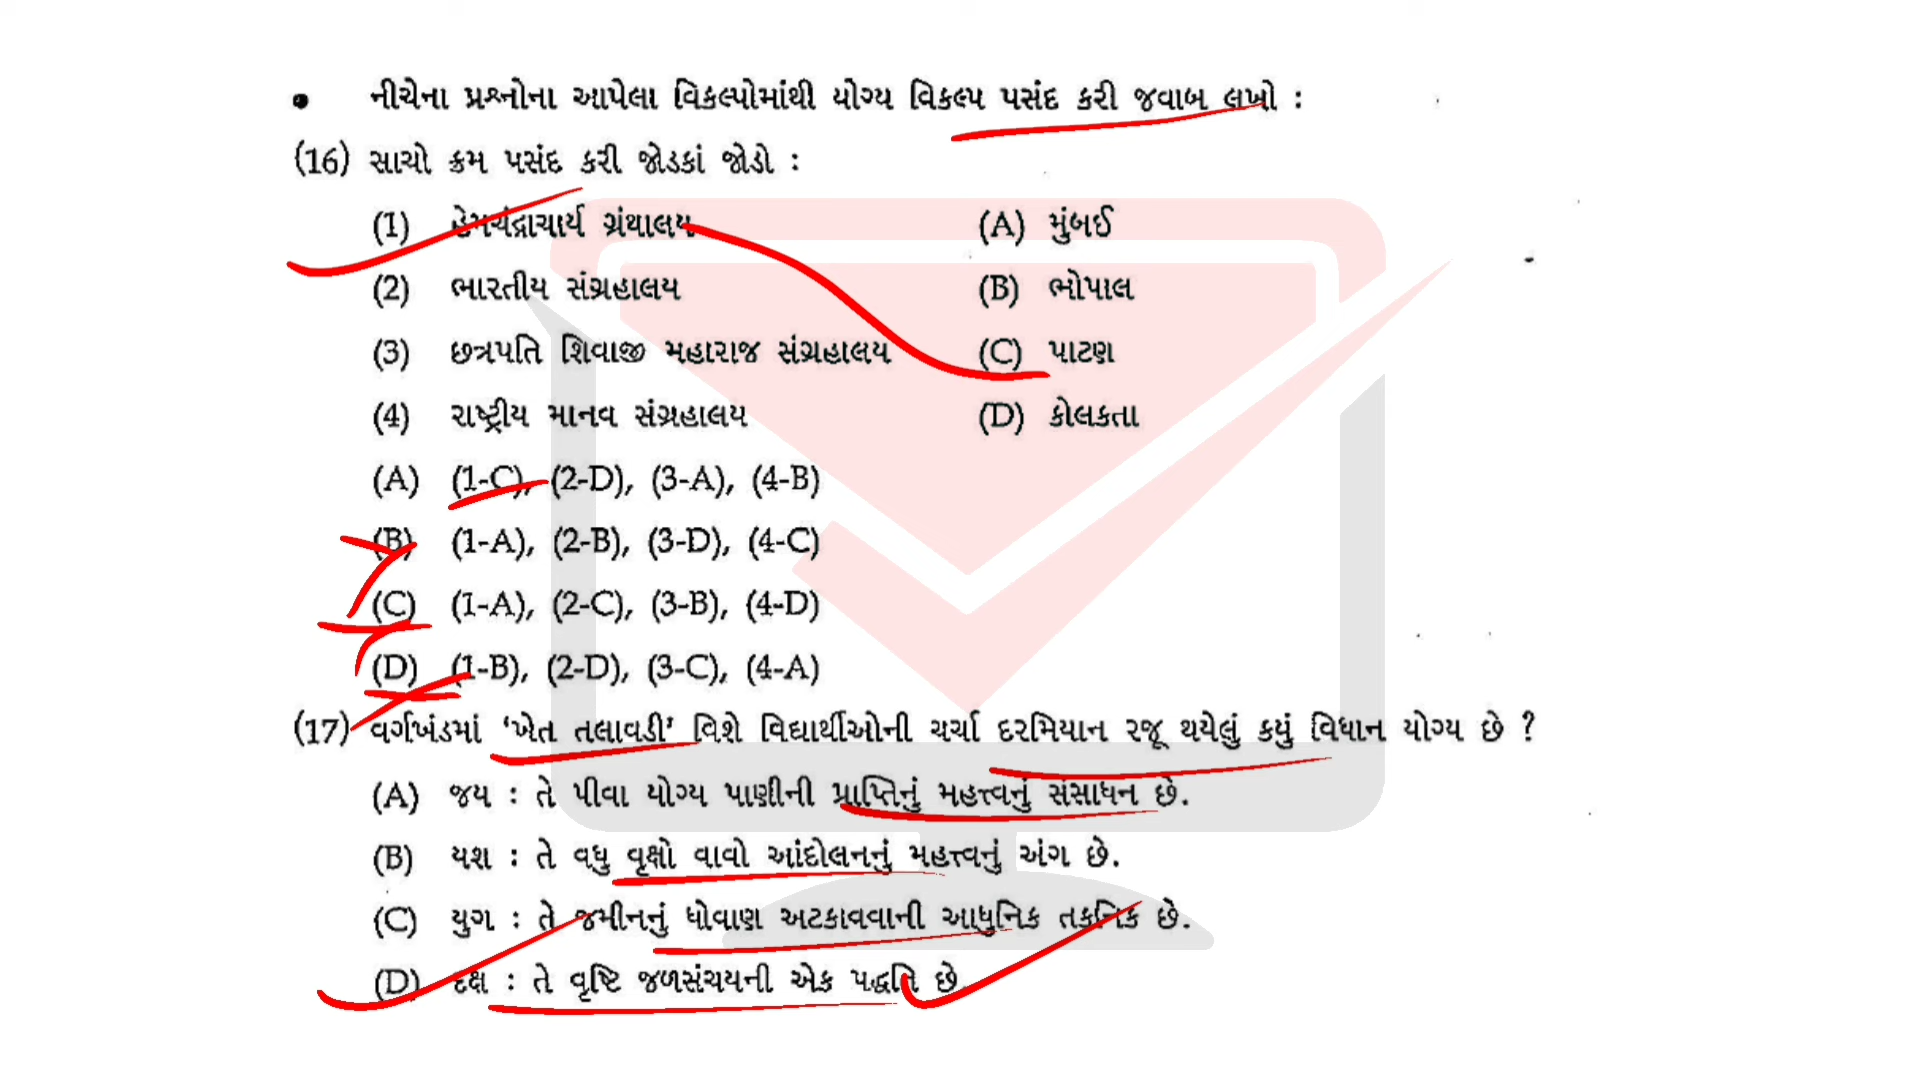 • નીચેના પ્રશ્નોના આપેલા વિકલ્પોમાંથી યોગ્ય વિકલ્પ પસંદ કરી જવાબ લખો :
(16) સાચો ક્રમ પસંદ કરી જોડકાં જોડો :
(1) હેમચંદ્રાચાર્ય ગ્રંથાલય (A) મુંબઈ
(2) ભારતીય સંગ્રહાલય (B) ભોપાલ
(3) છત્રપતિ શિવાજી મહારાજ સંગ્રહાલય (C) પાટણ
(4) રાષ્ટ્રીય માનવ સંગ્રહાલય (D) કોલકતા
(A) (1-C), (2-D), (3-A), (4-B)
(B) (1-A), (2-B), (3-D), (4-C)
(C) (1-A), (2-C), (3-B), (4-D)
(D) (1-B), (2-D), (3-C), (4-A)
(17) વર્ગખંડમાં ‘ખેત તલાવડી’ વિશે વિદ્યાર્થીઓની ચર્ચા દરમિયાન રજૂ થયેલું કયું વિધાન યોગ્ય છે ?
(A) જય : તે પીવા યોગ્ય પાણીની પ્રાપ્તિનું મહત્ત્વનું સંસાધન છે.
(B) યશ : તે વધુ વૃક્ષો વાવો આંદોલનનું મહત્ત્વનું અંગ છે.
(C) યુગ : તે જમીનનું ધોવાણ અટકાવવાની આધુનિક તકનિક છે.
(D) દક્ષ : તે વૃષ્ટિ જળસંચયની એક પદ્ધતિ છે.